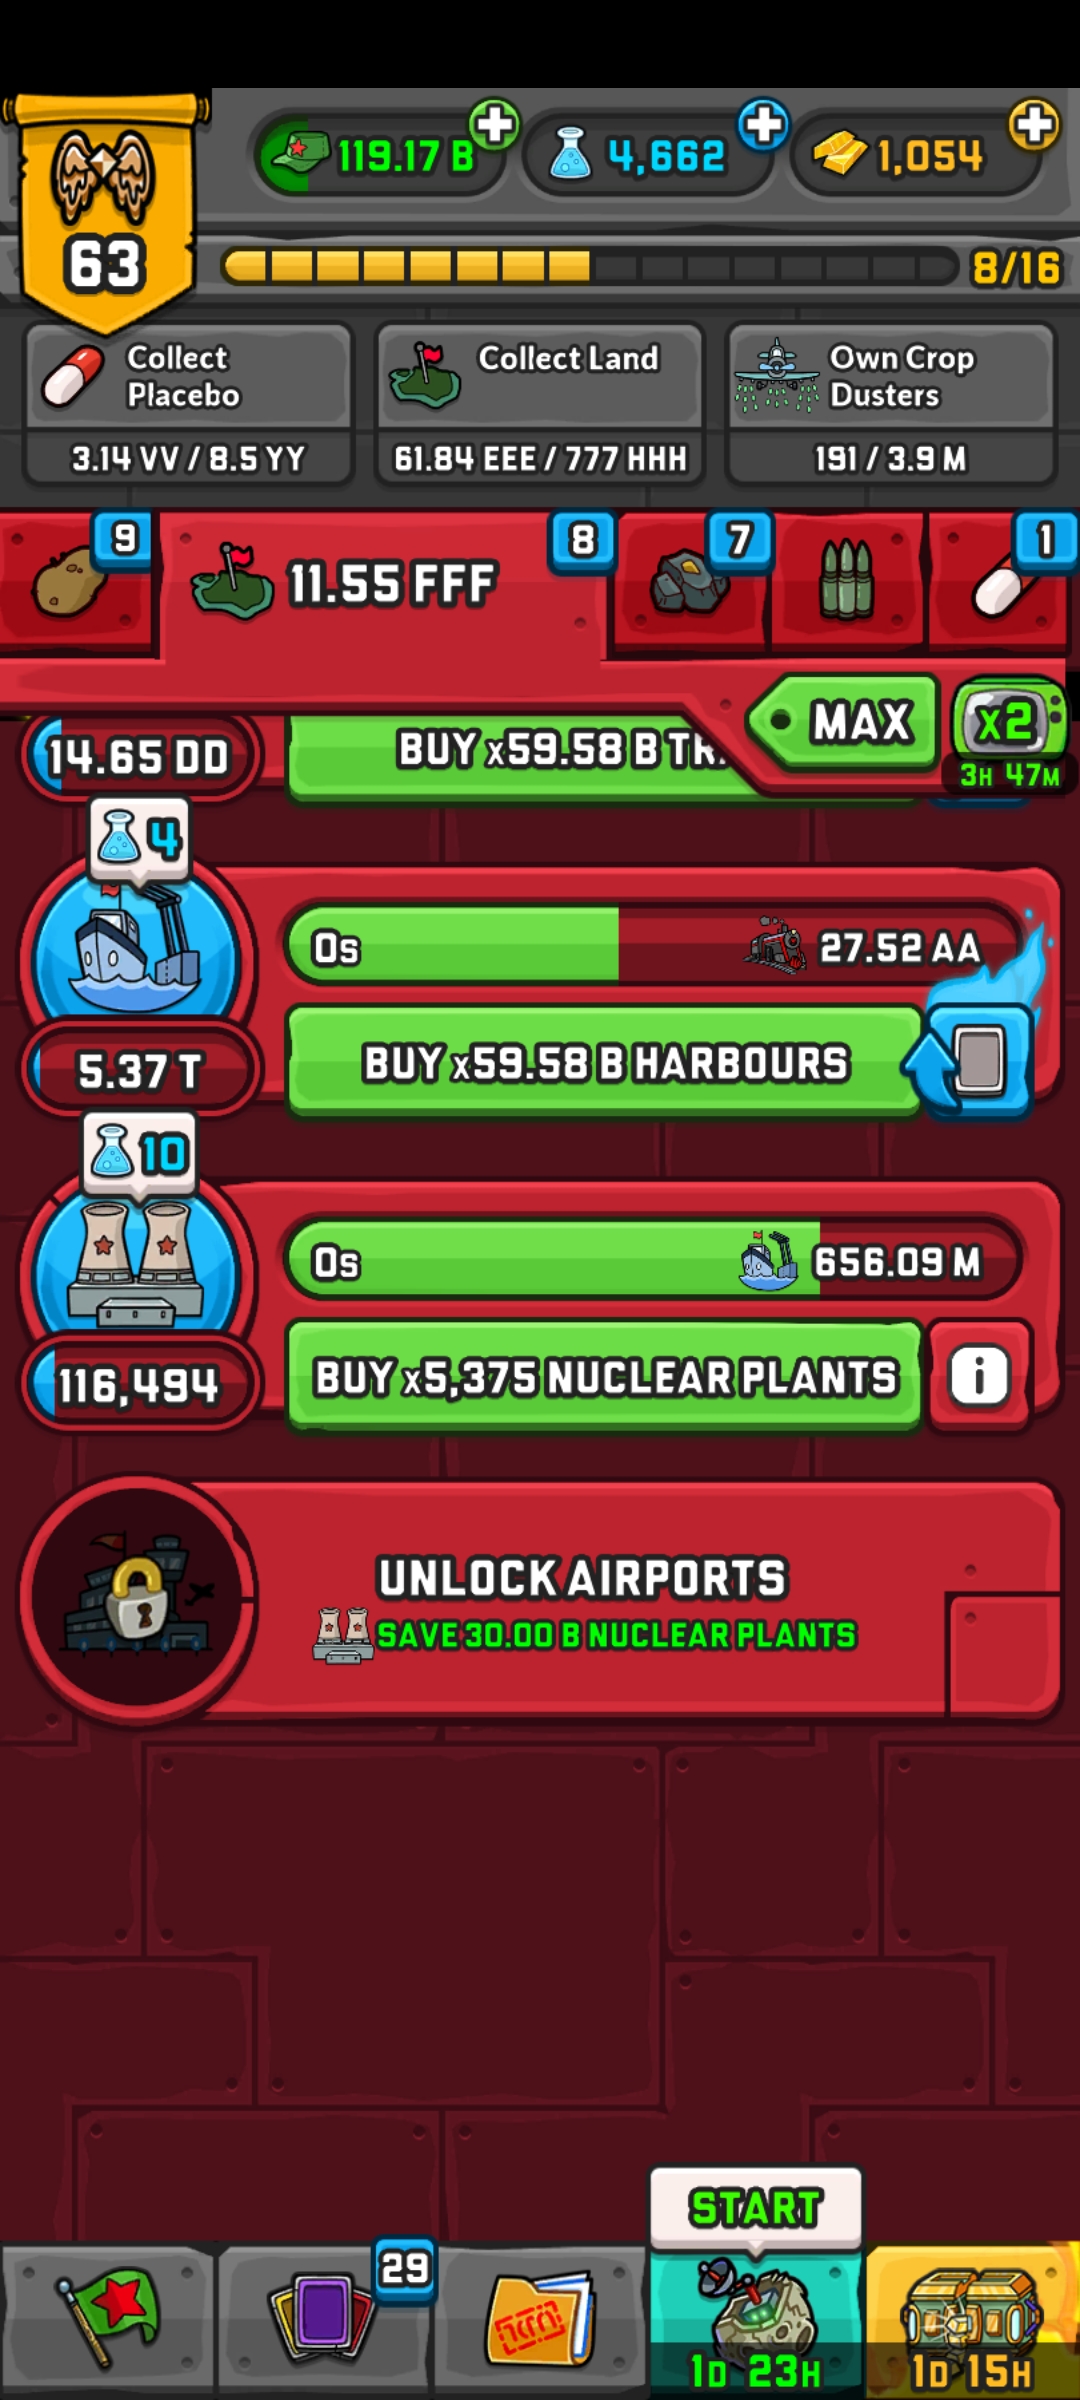 119.17 B
4,662
1,054
63
8/16
Collect
Placebo
3.14 VV / 8.5 YY
Collect Land
61.84 EEE / 777 HHH
Own Crop
Dusters
191 / 3.9 M
9
11.55 FFF
8
7
1
MAX
x2
3H 47M
14.65 DD
BUY x59.58 B
4
0s
27.52 AA
5.37 T
BUY x59.58 B HARBOURS
10
0s
656.09 M
116,494
BUY x5,375 NUCLEAR PLANTS
i
UNLOCK AIRPORTS
SAVE 30.00 B NUCLEAR PLANTS
START
29
1D 23H
1D 15H